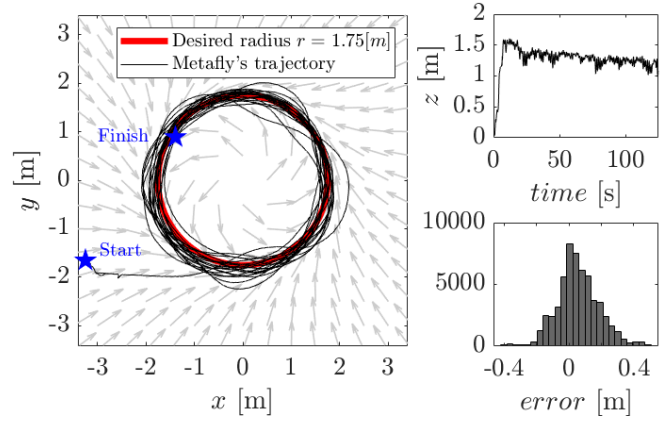 Desired radius r = 1.75[m]
Metafly's trajectory
Finish
Start
3
2
1
0
-1
-2
-3
y [m]
-3 -2 -1 0 1 2 3
x [m]
2
1.5
1
0.5
0
z [m]
0 50 100
time [s]
10000
5000
0
-0.4 0 0.4
error [m]